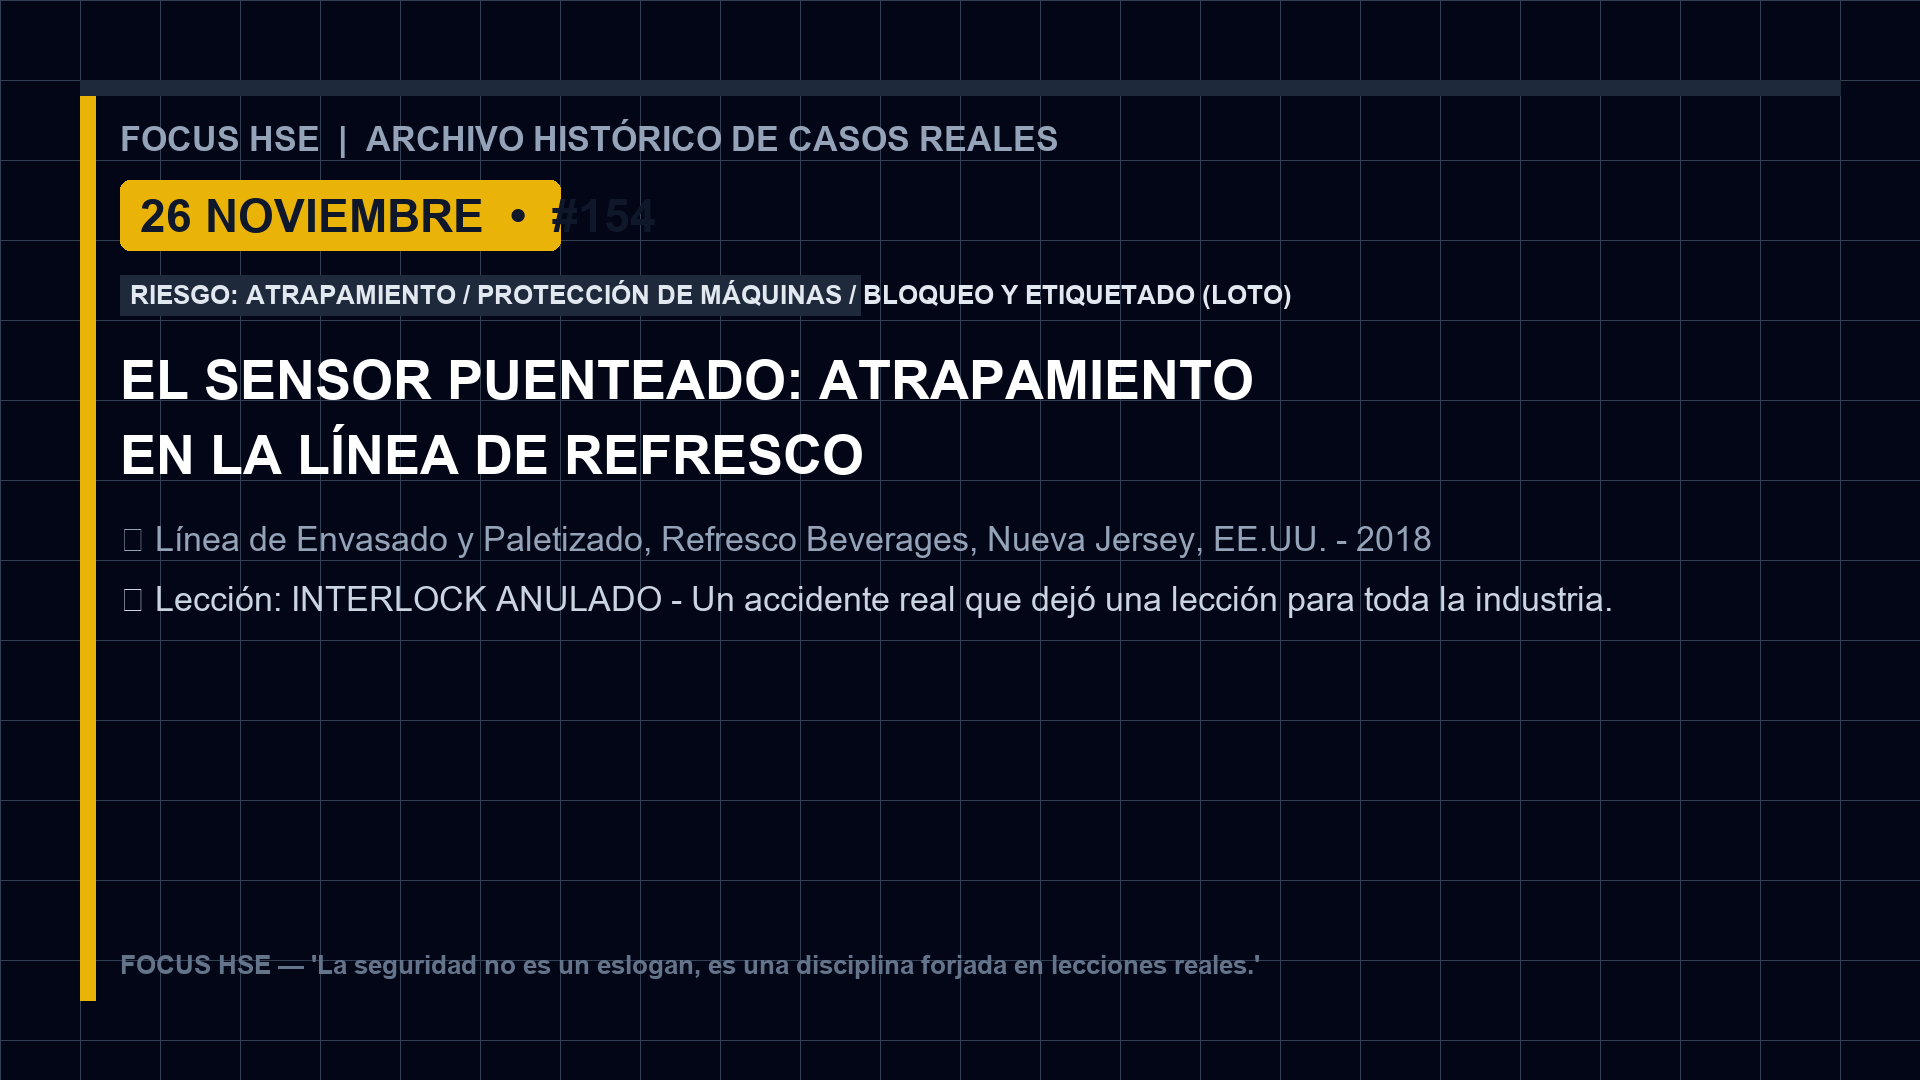 FOCUS HSE | ARCHIVO HISTÓRICO DE CASOS REALES
26 NOVIEMBRE • #154
RIESGO: ATRAPAMIENTO / PROTECCIÓN DE MÁQUINAS / BLOQUEO Y ETIQUETADO (LOTO)
EL SENSOR PUENTEADO: ATRAPAMIENTO
EN LA LÍNEA DE REFRESCO
Línea de Envasado y Paletizado, Refresco Beverages, Nueva Jersey, EE.UU. - 2018
Lección: INTERLOCK ANULADO - Un accidente real que dejó una lección para toda la industria.
FOCUS HSE — 'La seguridad no es un eslogan, es una disciplina forjada en lecciones reales.'